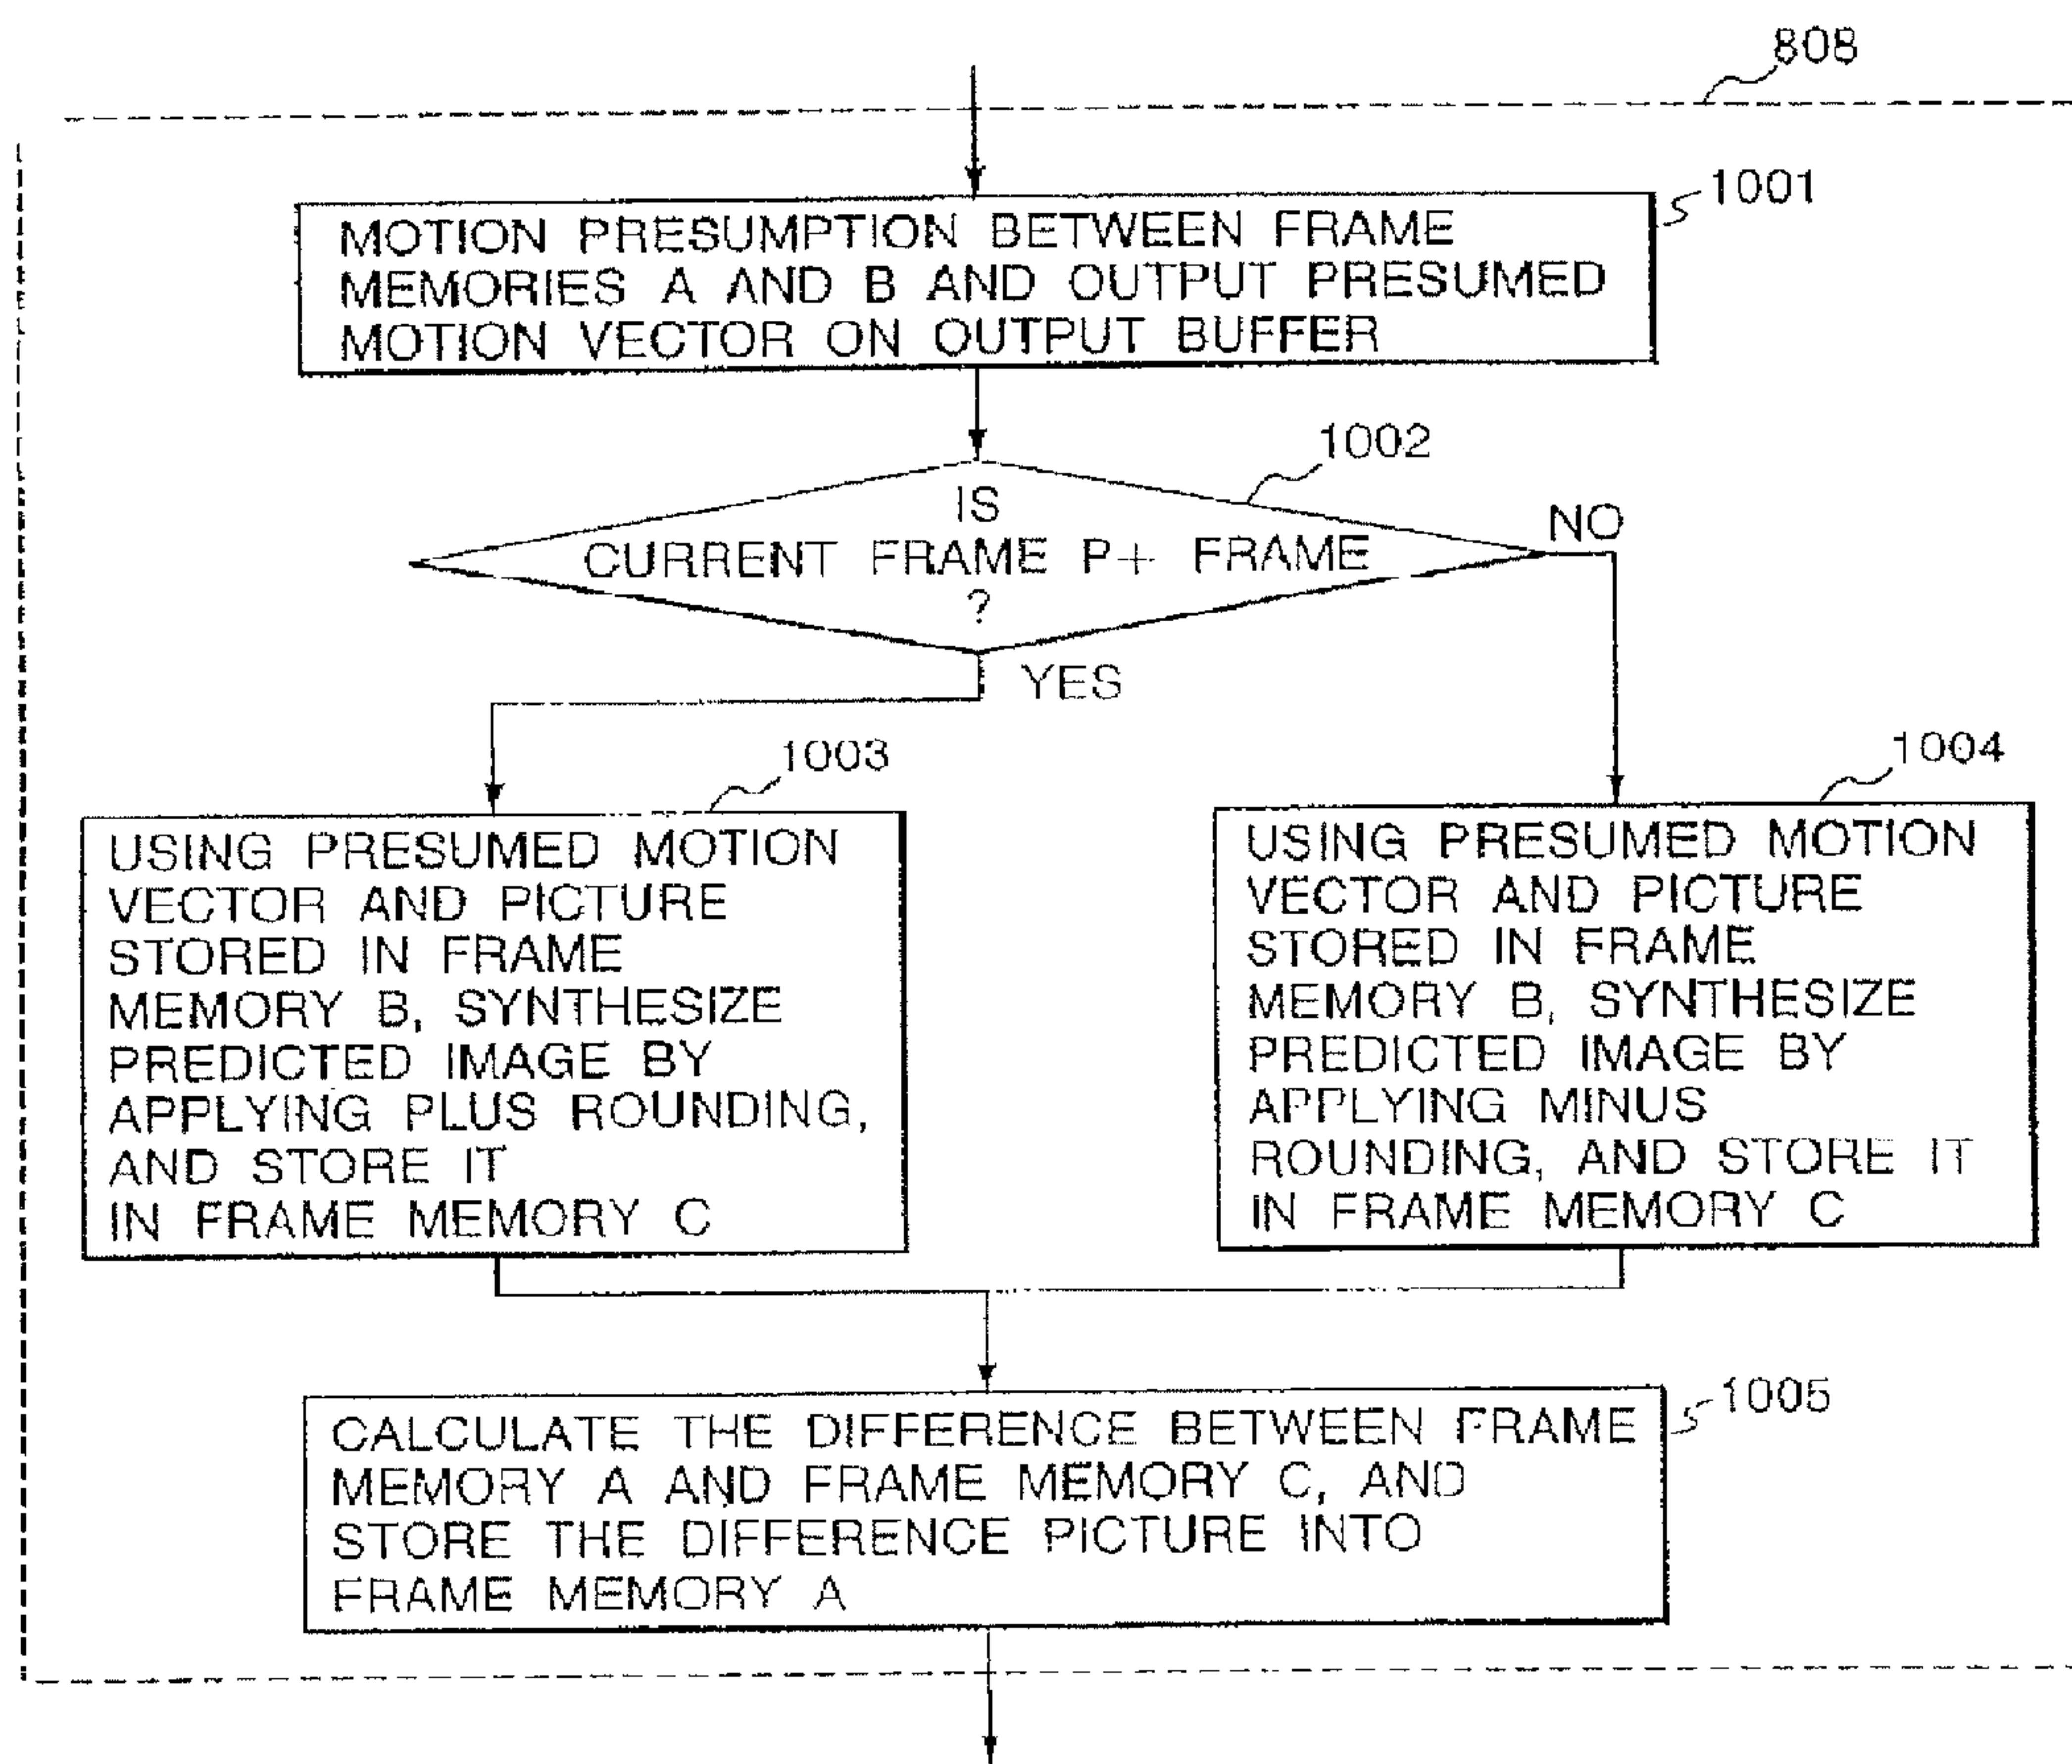 808
1001
MOTION PRESUMPTION BETWEEN FRAME
MEMORIES A AND B AND OUTPUT PRESUMED
MOTION VECTOR ON OUTPUT BUFFER
1002
IS
CURRENT FRAME P+ FRAME
?
NO
YES
1003
USING PRESUMED MOTION
VECTOR AND PICTURE
STORED IN FRAME
MEMORY B, SYNTHESIZE
PREDICTED IMAGE BY
APPLYING PLUS ROUNDING,
AND STORE IT
IN FRAME MEMORY C
1004
USING PRESUMED MOTION
VECTOR AND PICTURE
STORED IN FRAME
MEMORY B, SYNTHESIZE
PREDICTED IMAGE BY
APPLYING MINUS
ROUNDING, AND STORE IT
IN FRAME MEMORY C
1005
CALCULATE THE DIFFERENCE BETWEEN FRAME
MEMORY A AND FRAME MEMORY C, AND
STORE THE DIFFERENCE PICTURE INTO
FRAME MEMORY A